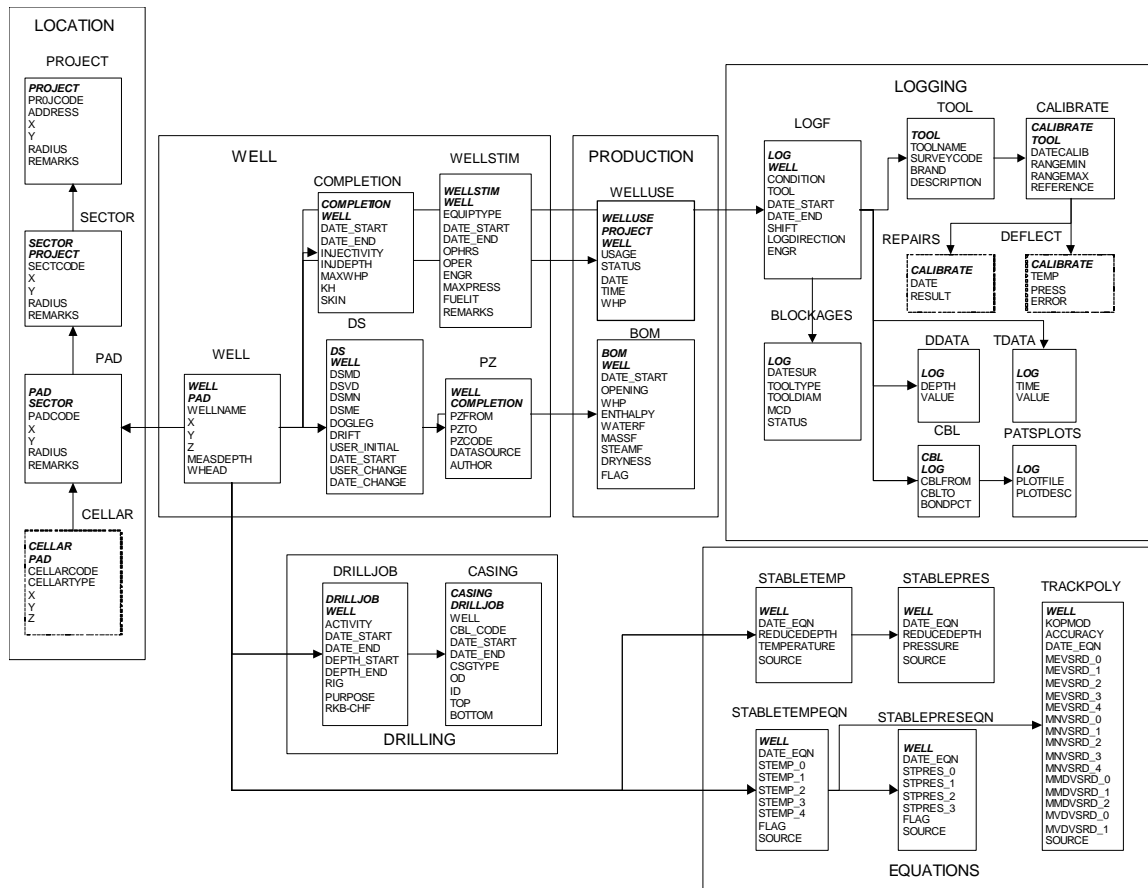 LOCATION
PROJECT
PROJECT
PR0JCODE
ADDRESS
X
Y
RADIUS
REMARKS
SECTOR
SECTOR
PROJECT
SECTCODE
X
Y
RADIUS
REMARKS
PAD
PAD
SECTOR
PADCODE
X
Y
RADIUS
REMARKS
CELLAR
CELLAR
PAD
CELLARCODE
CELLARTYPE
X
Y
Z
WELL
WELL
WELL
PAD
WELLNAME
X
Y
Z
MEASDEPTH
WHEAD
COMPLETION
COMPLETION
WELL
DATE_START
DATE_END
INJECTIVITY
INJDEPTH
MAXWHP
KH
SKIN
WELLSTIM
WELLSTIM
WELL
EQUIPTYPE
DATE_START
DATE_END
OPHRS
OPER
ENGR
MAXPRESS
FUELIT
REMARKS
DS
DS
WELL
DSMD
DSVD
DSMN
DSME
DOGLEG
DRIFT
USER_INITIAL
DATE_START
USER_CHANGE
DATE_CHANGE
PZ
WELL
COMPLETION
PZFROM
PZTO
PZCODE
DATASOURCE
AUTHOR
PRODUCTION
WELLUSE
WELLUSE
PROJECT
WELL
USAGE
STATUS
DATE
TIME
WHP
BOM
BOM
WELL
DATE_START
OPENING
WHP
ENTHALPY
WATERF
MASSF
STEAMF
DRYNESS
FLAG
LOGGING
LOGF
LOG
WELL
CONDITION
TOOL
DATE_START
DATE_END
SHIFT
LOGDIRECTION
ENGR
TOOL
TOOL
TOOLNAME
SURVEYCODE
BRAND
DESCRIPTION
CALIBRATE
CALIBRATE
TOOL
DATECALIB
RANGEMIN
RANGEMAX
REFERENCE
REPAIRS
CALIBRATE
DATE
RESULT
DEFLECT
CALIBRATE
TEMP
PRESS
ERROR
BLOCKAGES
LOG
DATESUR
TOOLTYPE
TOOLDIAM
MCD
STATUS
DDATA
LOG
DEPTH
VALUE
TDATA
LOG
TIME
VALUE
CBL
CBL
LOG
CBLFROM
CBLTO
BONDPCT
PATSPLOTS
LOG
PLOTFILE
PLOTDESC
DRILLJOB
DRILLJOB
WELL
ACTIVITY
DATE_START
DATE_END
DEPTH_START
DEPTH_END
RIG
PURPOSE
RKB-CHF
CASING
CASING
DRILLJOB
WELL
CBL_CODE
DATE_START
DATE_END
CSGTYPE
OD
ID
TOP
BOTTOM
DRILLING
STABLETEMP
WELL
DATE_EQN
REDUCEDEPTH
TEMPERATURE
SOURCE
STABLEPRES
WELL
DATE_EQN
REDUCEDEPTH
PRESSURE
SOURCE
TRACKPOLY
WELL
KOPMOD
ACCURACY
DATE_EQN
MEVSRD_0
MEVSRD_1
MEVSRD_2
MEVSRD_3
MEVSRD_4
MNVSRD_0
MNVSRD_1
MNVSRD_2
MNVSRD_3
MNVSRD_4
MMDVSRD_0
MMDVSRD_1
MMDVSRD_2
MVDVSRD_0
MVDVSRD_1
SOURCE
STABLETEMPEQN
WELL
DATE_EQN
STEMP_0
STEMP_1
STEMP_2
STEMP_3
STEMP_4
FLAG
SOURCE
STABLEPRESEQN
WELL
DATE_EQN
STPRES_0
STPRES_1
STPRES_2
STPRES_3
FLAG
SOURCE
EQUATIONS